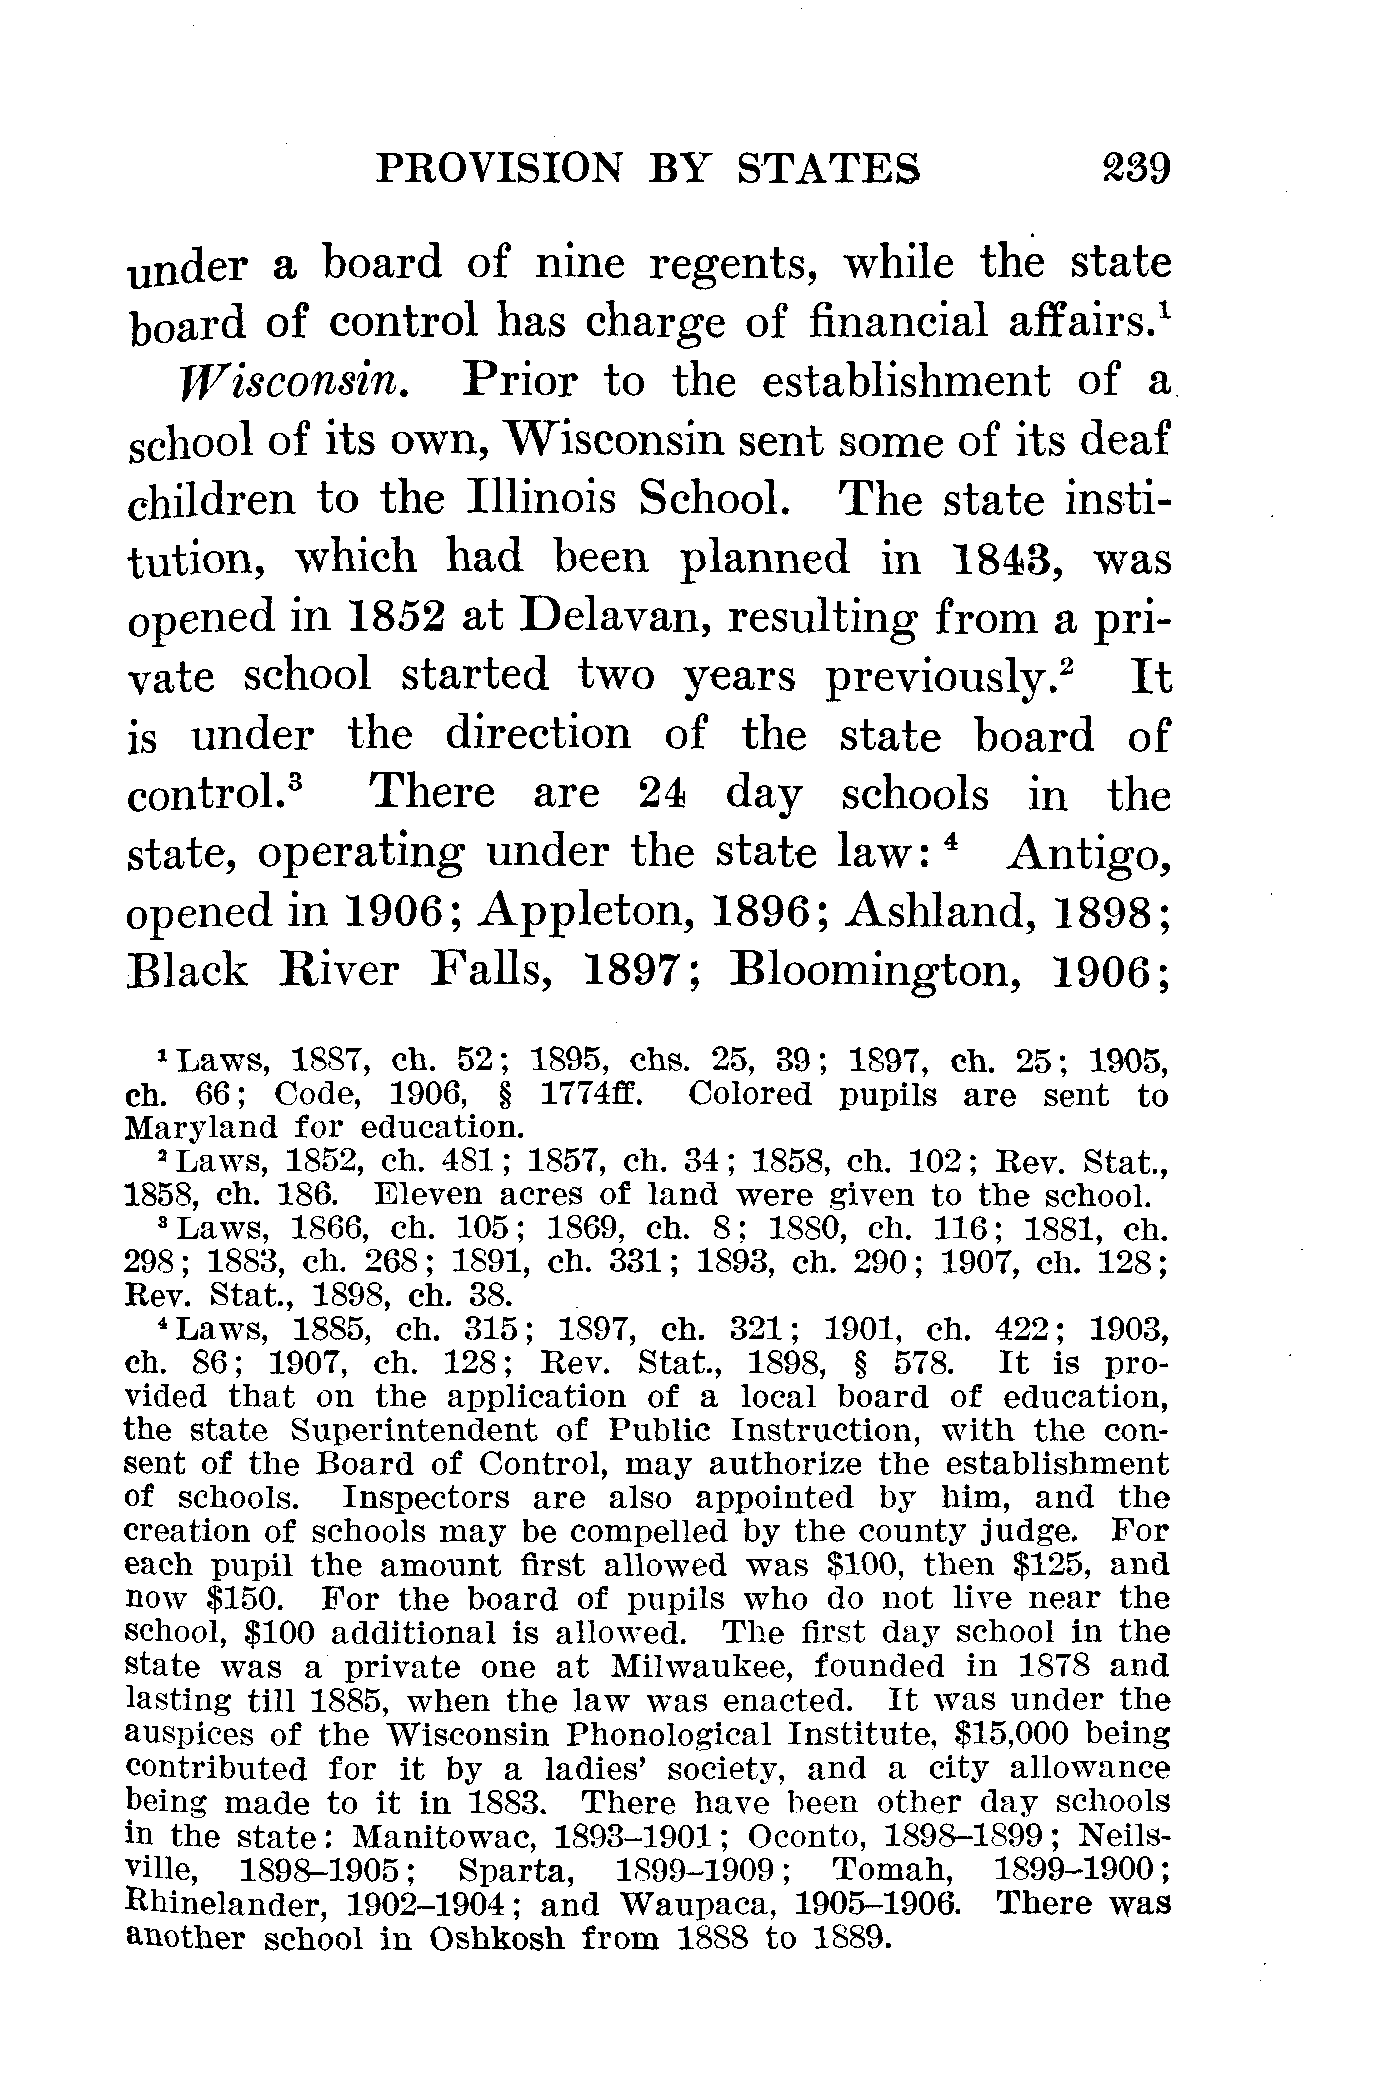 PROVISION BY STATES 239
under a board of nine regents, while the state
board of control has charge of financial affairs.¹
Wisconsin. Prior to the establishment of a
school of its own, Wisconsin sent some of its deaf
children to the Illinois School. The state insti-
tution, which had been planned in 1843, was
opened in 1852 at Delavan, resulting from a pri-
vate school started two years previously.² It
is under the direction of the state board of
control.³ There are 24 day schools in the
state, operating under the state law: ⁴ Antigo,
opened in 1906; Appleton, 1896; Ashland, 1898;
Black River Falls, 1897; Bloomington, 1906;
¹ Laws, 1887, ch. 52; 1895, chs. 25, 39; 1897, ch. 25; 1905,
ch. 66; Code, 1906, § 1774ff. Colored pupils are sent to
Maryland for education.
² Laws, 1852, ch. 481; 1857, ch. 34; 1858, ch. 102; Rev. Stat.,
1858, ch. 186. Eleven acres of land were given to the school.
³ Laws, 1866, ch. 105; 1869, ch. 8; 1880, ch. 116; 1881, ch.
298; 1883, ch. 268; 1891, ch. 331; 1893, ch. 290; 1907, ch. 128;
Rev. Stat., 1898, ch. 38.
⁴ Laws, 1885, ch. 315; 1897, ch. 321; 1901, ch. 422; 1903,
ch. 86; 1907, ch. 128; Rev. Stat., 1898, § 578. It is pro-
vided that on the application of a local board of education,
the state Superintendent of Public Instruction, with the con-
sent of the Board of Control, may authorize the establishment
of schools. Inspectors are also appointed by him, and the
creation of schools may be compelled by the county judge. For
each pupil the amount first allowed was $100, then $125, and
now $150. For the board of pupils who do not live near the
school, $100 additional is allowed. The first day school in the
state was a private one at Milwaukee, founded in 1878 and
lasting till 1885, when the law was enacted. It was under the
auspices of the Wisconsin Phonological Institute, $15,000 being
contributed for it by a ladies' society, and a city allowance
being made to it in 1883. There have been other day schools
in the state: Manitowac, 1893–1901; Oconto, 1898–1899; Neils-
ville, 1898–1905; Sparta, 1899–1909; Tomah, 1899–1900;
Rhinelander, 1902–1904; and Waupaca, 1905–1906. There was
another school in Oshkosh from 1888 to 1889.